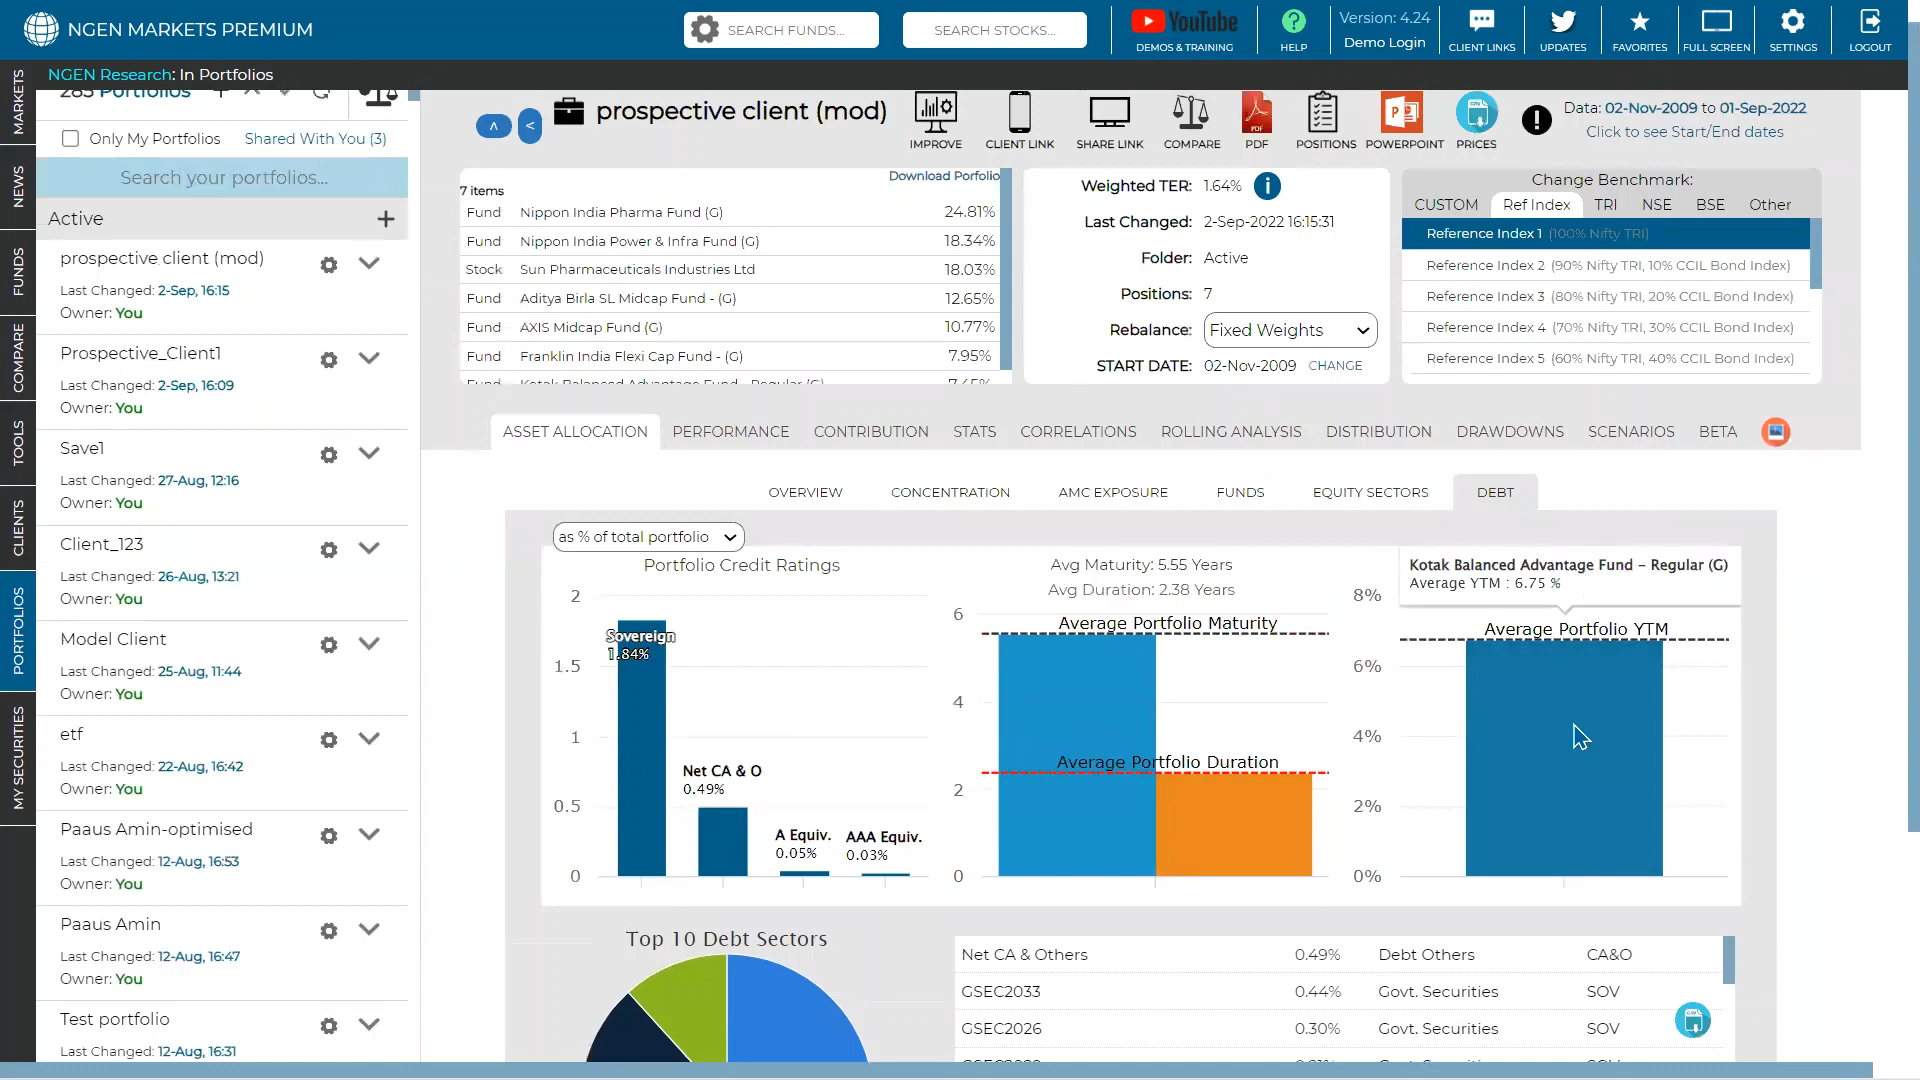 NGEN MARKETS PREMIUM
SEARCH FUNDS...
SEARCH STOCKS...
YouTube
DEMOS & TRAINING
HELP
Version: 4.24
Demo Login
CLIENT LINKS
UPDATES
FAVORITES
FULL SCREEN
SETTINGS
LOGOUT
NGEN Research: In Portfolios
MARKETS
NEWS
FUNDS
COMPARE
TOOLS
CLIENTS
PORTFOLIOS
MY SECURITIES
285 Portfolios
Only My Portfolios
Shared With You (3)
Search your portfolios...
Active
prospective client (mod)
Last Changed: 2-Sep, 16:15
Owner: You
Prospective_Client1
Last Changed: 2-Sep, 16:09
Owner: You
Save1
Last Changed: 27-Aug, 12:16
Owner: You
Client_123
Last Changed: 26-Aug, 13:21
Owner: You
Model Client
Last Changed: 25-Aug, 11:44
Owner: You
etf
Last Changed: 22-Aug, 16:42
Owner: You
Paaus Amin-optimised
Last Changed: 12-Aug, 16:53
Owner: You
Paaus Amin
Last Changed: 12-Aug, 16:47
Owner: You
Test portfolio
Last Changed: 12-Aug, 16:31
prospective client (mod)
IMPROVE
CLIENT LINK
SHARE LINK
COMPARE
PDF
PDF
POSITIONS
POWERPOINT
PRICES
Data: 02-Nov-2009 to 01-Sep-2022
Click to see Start/End dates
Download Porfolio
7 items
Fund Nippon India Pharma Fund (G) 24.81%
Fund Nippon India Power & Infra Fund (G) 18.34%
Stock Sun Pharmaceuticals Industries Ltd 18.03%
Fund Aditya Birla SL Midcap Fund - (G) 12.65%
Fund AXIS Midcap Fund (G) 10.77%
Fund Franklin India Flexi Cap Fund - (G) 7.95%
Fund Kotak Balanced Advantage Fund - Regular (G) 7.45%
Weighted TER: 1.64%
Last Changed: 2-Sep-2022 16:15:31
Folder: Active
Positions: 7
Rebalance: Fixed Weights
START DATE: 02-Nov-2009 CHANGE
Change Benchmark:
CUSTOM Ref Index TRI NSE BSE Other
Reference Index 1 (100% Nifty TRI)
Reference Index 2 (90% Nifty TRI, 10% CCIL Bond Index)
Reference Index 3 (80% Nifty TRI, 20% CCIL Bond Index)
Reference Index 4 (70% Nifty TRI, 30% CCIL Bond Index)
Reference Index 5 (60% Nifty TRI, 40% CCIL Bond Index)
ASSET ALLOCATION PERFORMANCE CONTRIBUTION STATS CORRELATIONS ROLLING ANALYSIS DISTRIBUTION DRAWDOWNS SCENARIOS BETA
OVERVIEW CONCENTRATION AMC EXPOSURE FUNDS EQUITY SECTORS DEBT
as % of total portfolio
Portfolio Credit Ratings
2
1.5
1
0.5
0
Sovereign
1.84%
Net CA & O
0.49%
A Equiv.
0.05%
AAA Equiv.
0.03%
Avg Maturity: 5.55 Years
Avg Duration: 2.38 Years
6
4
2
0
Average Portfolio Maturity
Average Portfolio Duration
Kotak Balanced Advantage Fund - Regular (G)
Average YTM : 6.75 %
8%
6%
4%
2%
0%
Average Portfolio YTM
Top 10 Debt Sectors
Net CA & Others 0.49% Debt Others CA&O
GSEC2033 0.44% Govt. Securities SOV
GSEC2026 0.30% Govt. Securities SOV